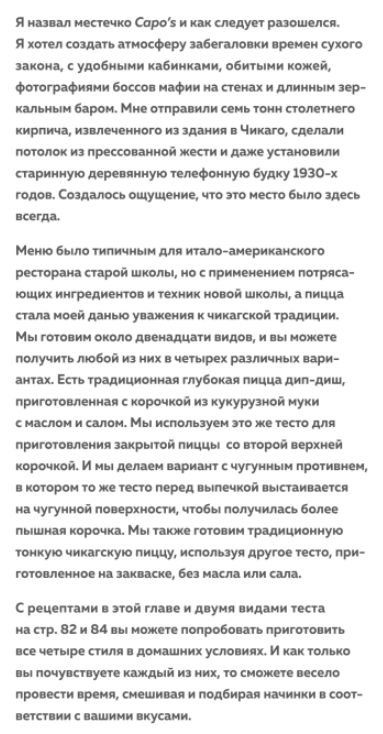 Я назвал местечко Capo's и как следует разошелся.
Я хотел создать атмосферу забегаловки времен сухого
закона, с удобными кабинками, обитыми кожей,
фотографиями боссов мафии на стенах и длинным зер-
кальным баром. Мне отправили семь тонн столетнего
кирпича, извлеченного из здания в Чикаго, сделали
потолок из прессованной жести и даже установили
старинную деревянную телефонную будку 1930-х
годов. Создалось ощущение, что это место было здесь
всегда.
Меню было типичным для итало-американского
ресторана старой школы, но с применением потряса-
ющих ингредиентов и техник новой школы, а пицца
стала моей данью уважения к чикагской традиции.
Мы готовим около двенадцати видов, и вы можете
получить любой из них в четырех различных вари-
антах. Есть традиционная глубокая пицца дип-диш,
приготовленная с корочкой из кукурузной муки
с маслом и салом. Мы используем это же тесто для
приготовления закрытой пиццы со второй верхней
корочкой. И мы делаем вариант с чугунным противнем,
в котором то же тесто перед выпечкой выстаивается
на чугунной поверхности, чтобы получилась более
пышная корочка. Мы также готовим традиционную
тонкую чикагскую пиццу, используя другое тесто, при-
готовленное на закваске, без масла или сала.
С рецептами в этой главе и двумя видами теста
на стр. 82 и 84 вы можете попробовать приготовить
все четыре стиля в домашних условиях. И как только
вы почувствуете каждый из них, то сможете весело
провести время, смешивая и подбирая начинки в соот-
ветствии с вашими вкусами.